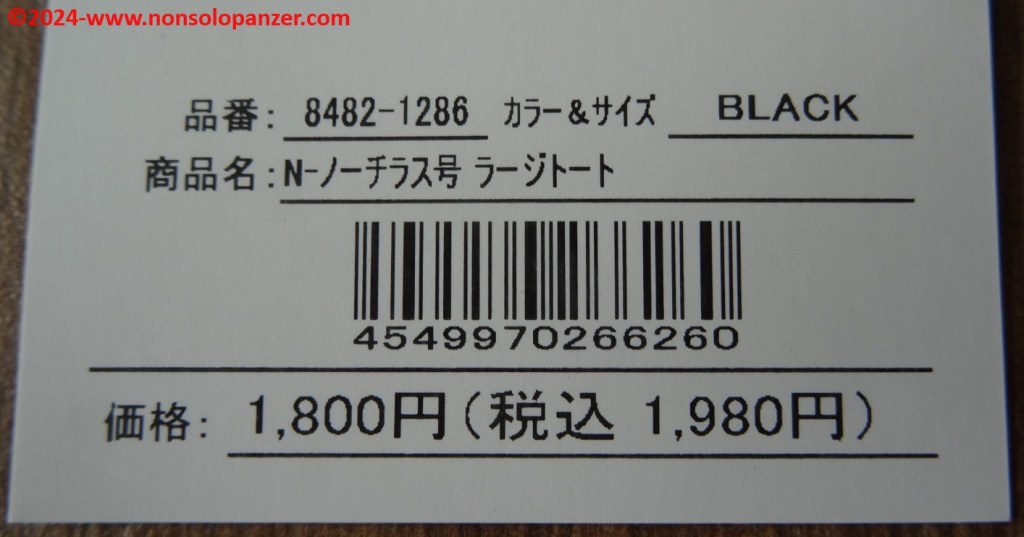 ©2024-www.nonsolopanzer.com
品番: 8482-1286 カラー&サイズ BLACK
商品名:N-ノーチラス号 ラージトート
4549970266260
価格: 1,800円(税込 1,980円)